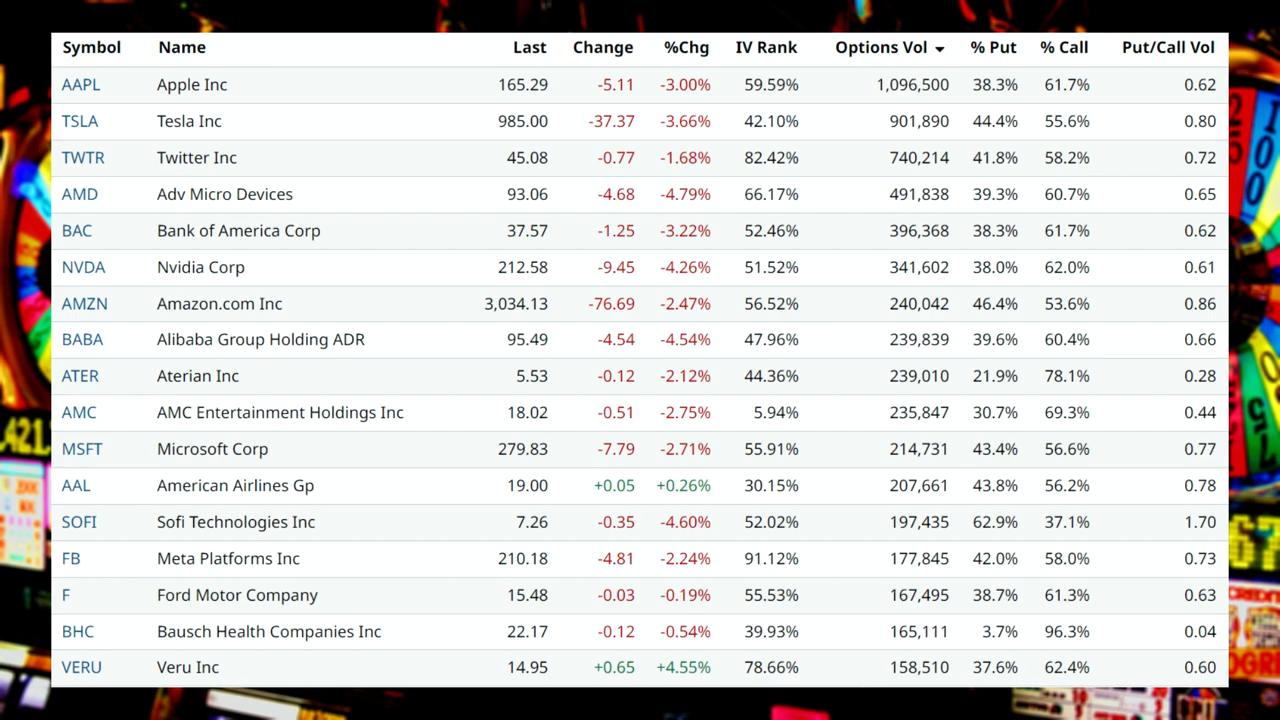 Symbol Name Last Change %Chg IV Rank Options Vol % Put % Call Put/Call Vol
AAPL Apple Inc 165.29 -5.11 -3.00% 59.59% 1,096,500 38.3% 61.7% 0.62
TSLA Tesla Inc 985.00 -37.37 -3.66% 42.10% 901,890 44.4% 55.6% 0.80
TWTR Twitter Inc 45.08 -0.77 -1.68% 82.42% 740,214 41.8% 58.2% 0.72
AMD Adv Micro Devices 93.06 -4.68 -4.79% 66.17% 491,838 39.3% 60.7% 0.65
BAC Bank of America Corp 37.57 -1.25 -3.22% 52.46% 396,368 38.3% 61.7% 0.62
NVDA Nvidia Corp 212.58 -9.45 -4.26% 51.52% 341,602 38.0% 62.0% 0.61
AMZN Amazon.com Inc 3,034.13 -76.69 -2.47% 56.52% 240,042 46.4% 53.6% 0.86
BABA Alibaba Group Holding ADR 95.49 -4.54 -4.54% 47.96% 239,839 39.6% 60.4% 0.66
ATER Aterian Inc 5.53 -0.12 -2.12% 44.36% 239,010 21.9% 78.1% 0.28
AMC AMC Entertainment Holdings Inc 18.02 -0.51 -2.75% 5.94% 235,847 30.7% 69.3% 0.44
MSFT Microsoft Corp 279.83 -7.79 -2.71% 55.91% 214,731 43.4% 56.6% 0.77
AAL American Airlines Gp 19.00 +0.05 +0.26% 30.15% 207,661 43.8% 56.2% 0.78
SOFI Sofi Technologies Inc 7.26 -0.35 -4.60% 52.02% 197,435 62.9% 37.1% 1.70
FB Meta Platforms Inc 210.18 -4.81 -2.24% 91.12% 177,845 42.0% 58.0% 0.73
F Ford Motor Company 15.48 -0.03 -0.19% 55.53% 167,495 38.7% 61.3% 0.63
BHC Bausch Health Companies Inc 22.17 -0.12 -0.54% 39.93% 165,111 3.7% 96.3% 0.04
VERU Veru Inc 14.95 +0.65 +4.55% 78.66% 158,510 37.6% 62.4% 0.60